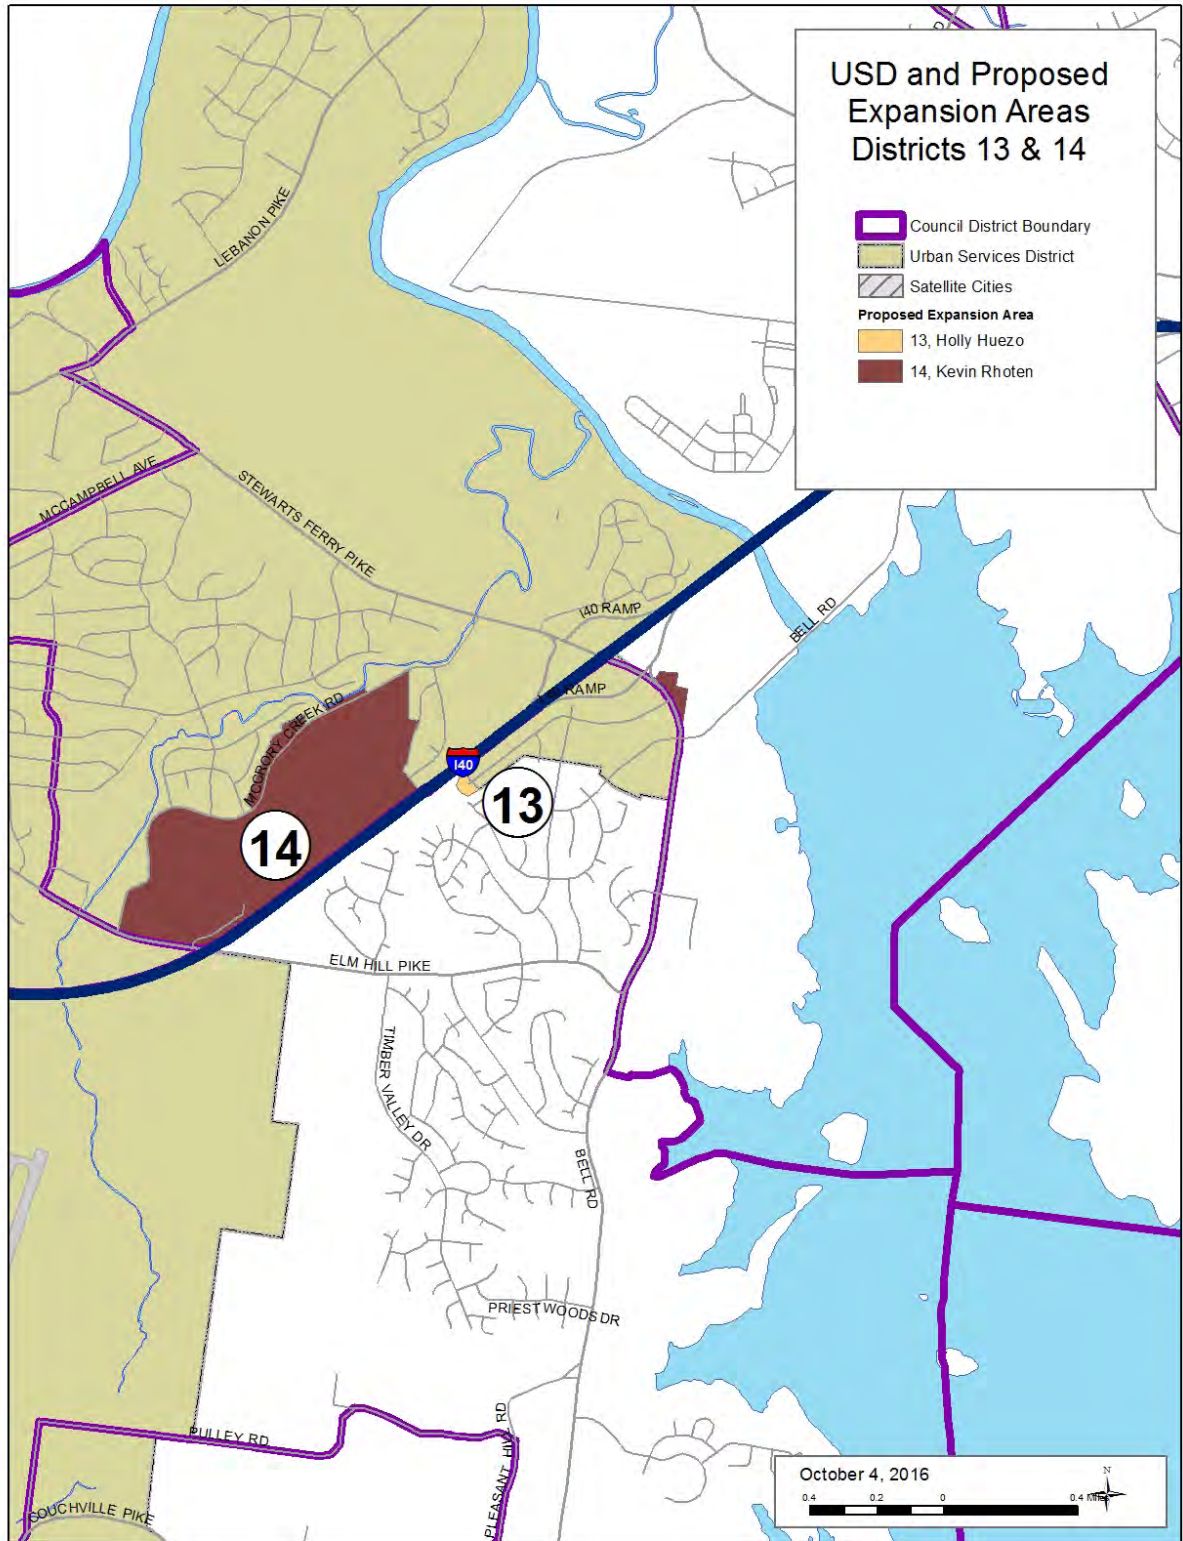 USD and Proposed
Expansion Areas
Districts 13 & 14
Council District Boundary
Urban Services District
Satellite Cities
Proposed Expansion Area
13, Holly Huezo
14, Kevin Rhoten
LEBANON PIKE
MCCAMPBELL AVE
STEWARTS FERRY PIKE
I40 RAMP
BELL RD
RAMP
MCCRORY CREEK RD
I40
13
14
ELM HILL PIKE
TIMBER VALLEY DR
BELL RD
PRIEST WOODS DR
PULLEY RD
PLEASANT HILL RD
COUCHVILLE PIKE
October 4, 2016
N
0.4 0.2 0 0.4 Miles